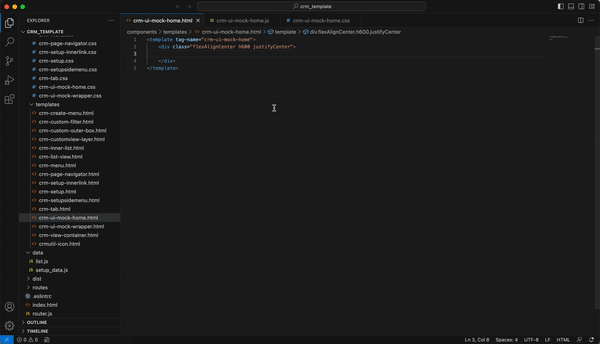 crm_template
EXPLORER
CRM_TEMPLATE
crm-page-navigator.css
crm-setup-innerlink.css
crm-setup.css
crm-setupsidemenu.css
crm-tab.css
crm-ui-mock-home.css
crm-ui-mock-wrapper.css
templates
crm-create-menu.html
crm-custom-filter.html
crm-custom-outer-box.html
crm-customview-layer.html
crm-inner-list.html
crm-list-view.html
crm-menu.html
crm-page-navigator.html
crm-setup-innerlink.html
crm-setup.html
crm-setupsidemenu.html
crm-tab.html
crm-ui-mock-home.html
crm-ui-mock-wrapper.html
crm-view-container.html
crmutil-icon.html
data
list.js
setup_data.js
dist
routes
.eslintrc
index.html
router.js
OUTLINE
TIMELINE
crm-ui-mock-home.html
crm-ui-mock-home.js
crm-ui-mock-home.css
components > templates > crm-ui-mock-home.html > template > div.flexAlignCenter.h600.justifyCenter
1 <template tag-name="crm-ui-mock-home">
2 <div class="flexAlignCenter h600 justifyCenter">
3
4 </div>
5 </template>
0 0 0
Ln 3, Col 8 Spaces: 4 UTF-8 LF HTML